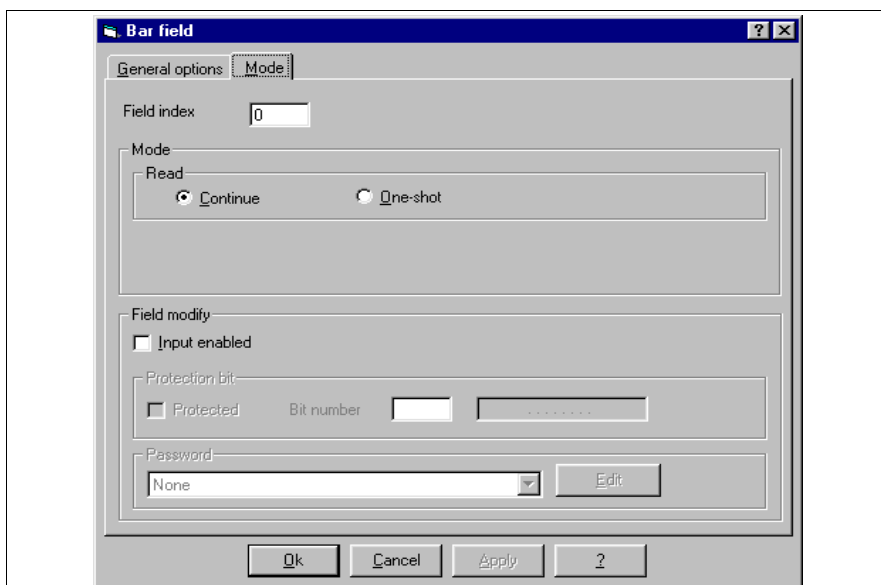 Bar field
General options Mode
Field index 0
Mode
Read
Continue One-shot
Field modify
Input enabled
Protection bit
Protected Bit number ........
Password
None Edit
Ok Cancel Apply ?